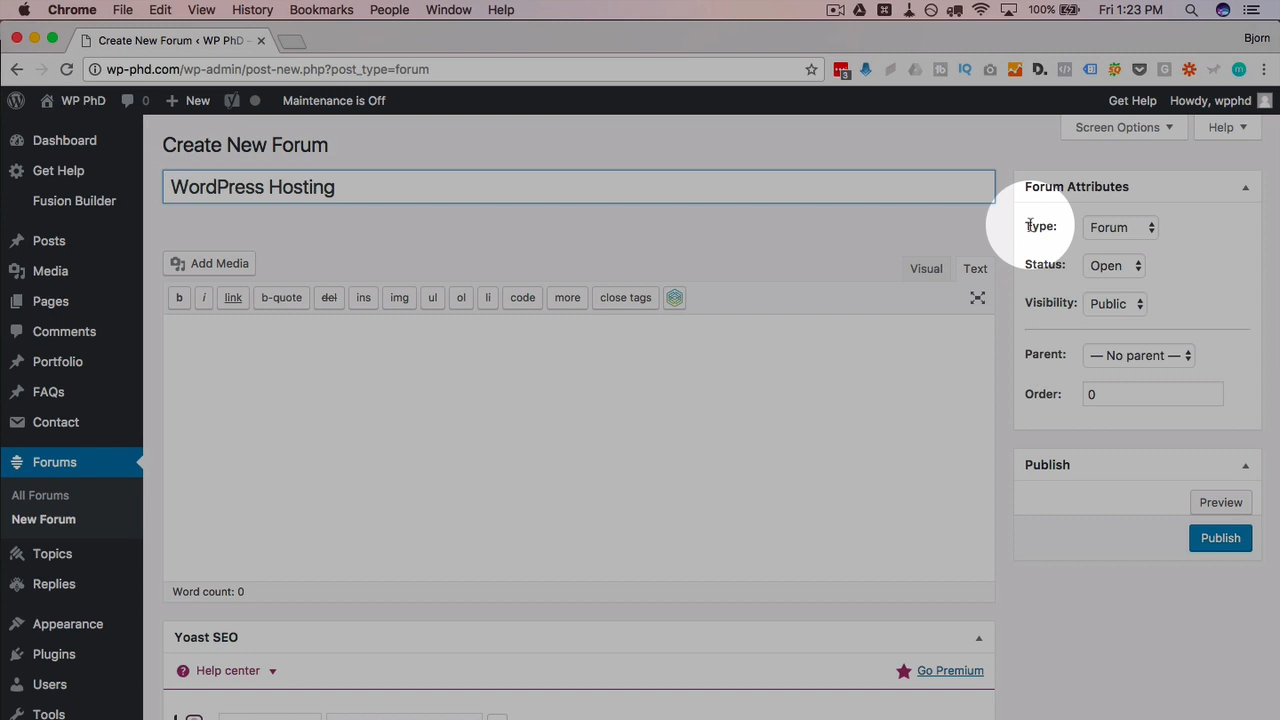 Chrome File Edit View History Bookmarks People Window Help 100% Fri 1:23 PM
Create New Forum ‹ WP PhD – Bjorn
wp-phd.com/wp-admin/post-new.php?post_type=forum 3
WP PhD 0 New Maintenance is Off Get Help Howdy, wpphd
Screen Options Help
Dashboard
Get Help
Fusion Builder
Posts
Media
Pages
Comments
Portfolio
FAQs
Contact
Forums
All Forums
New Forum
Topics
Replies
Appearance
Plugins
Users
Tools
Create New Forum
WordPress Hosting
Add Media
Visual Text
b i link b-quote del ins img ul ol li code more close tags
Word count: 0
Yoast SEO
Help center Go Premium
Forum Attributes
Type: Forum
Status: Open
Visibility: Public
Parent: — No parent —
Order: 0
Publish
Preview
Publish